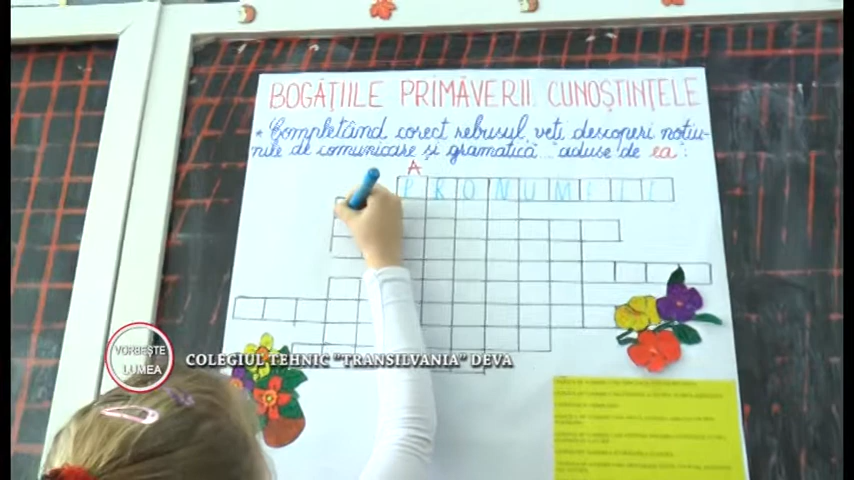 BOGĂȚIILE PRIMĂVERII, CUNOȘTINȚELE
* Completând corect rebusul, veți descoperi noțiu-
nile de comunicare și gramatică aduse de ea:
A
PRONUMELE
VORBEȘTE
LUMEA
COLEGIUL TEHNIC "TRANSILVANIA" DEVA